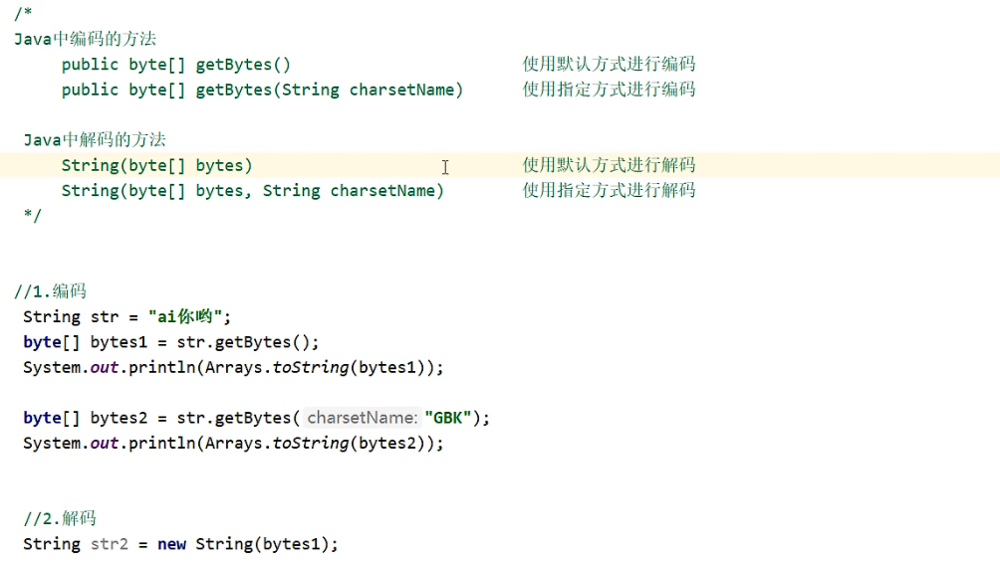 /*
Java中编码的方法
public byte[] getBytes() 使用默认方式进行编码
public byte[] getBytes(String charsetName) 使用指定方式进行编码
Java中解码的方法
String(byte[] bytes) 使用默认方式进行解码
String(byte[] bytes, String charsetName) 使用指定方式进行解码
*/
//1.编码
String str = "ai你哟";
byte[] bytes1 = str.getBytes();
System.out.println(Arrays.toString(bytes1));
byte[] bytes2 = str.getBytes( charsetName: "GBK");
System.out.println(Arrays.toString(bytes2));
//2.解码
String str2 = new String(bytes1);